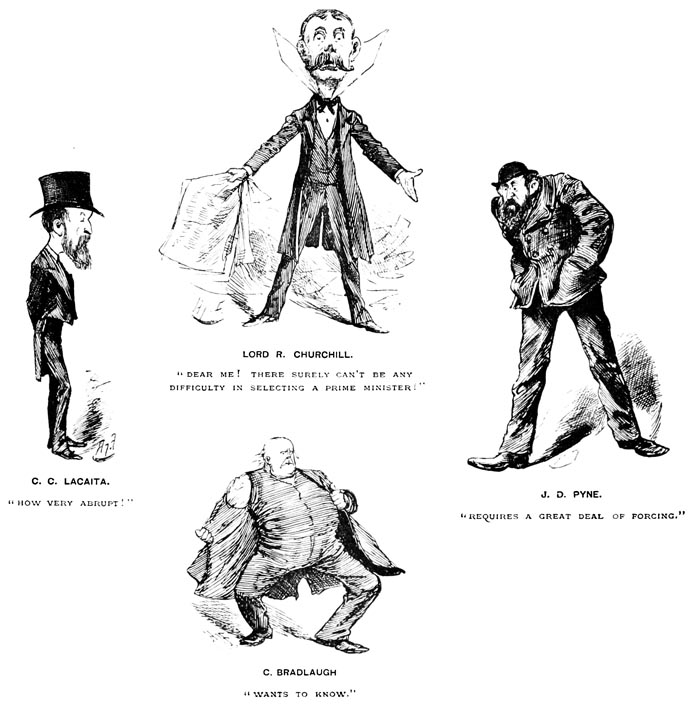 LORD R. CHURCHILL.
"DEAR ME! THERE SURELY CAN'T BE ANY
DIFFICULTY IN SELECTING A PRIME MINISTER!"
C. C. LACAITA.
"HOW VERY ABRUPT!"
J. D. PYNE.
"REQUIRES A GREAT DEAL OF FORCING."
C. BRADLAUGH
"WANTS TO KNOW."